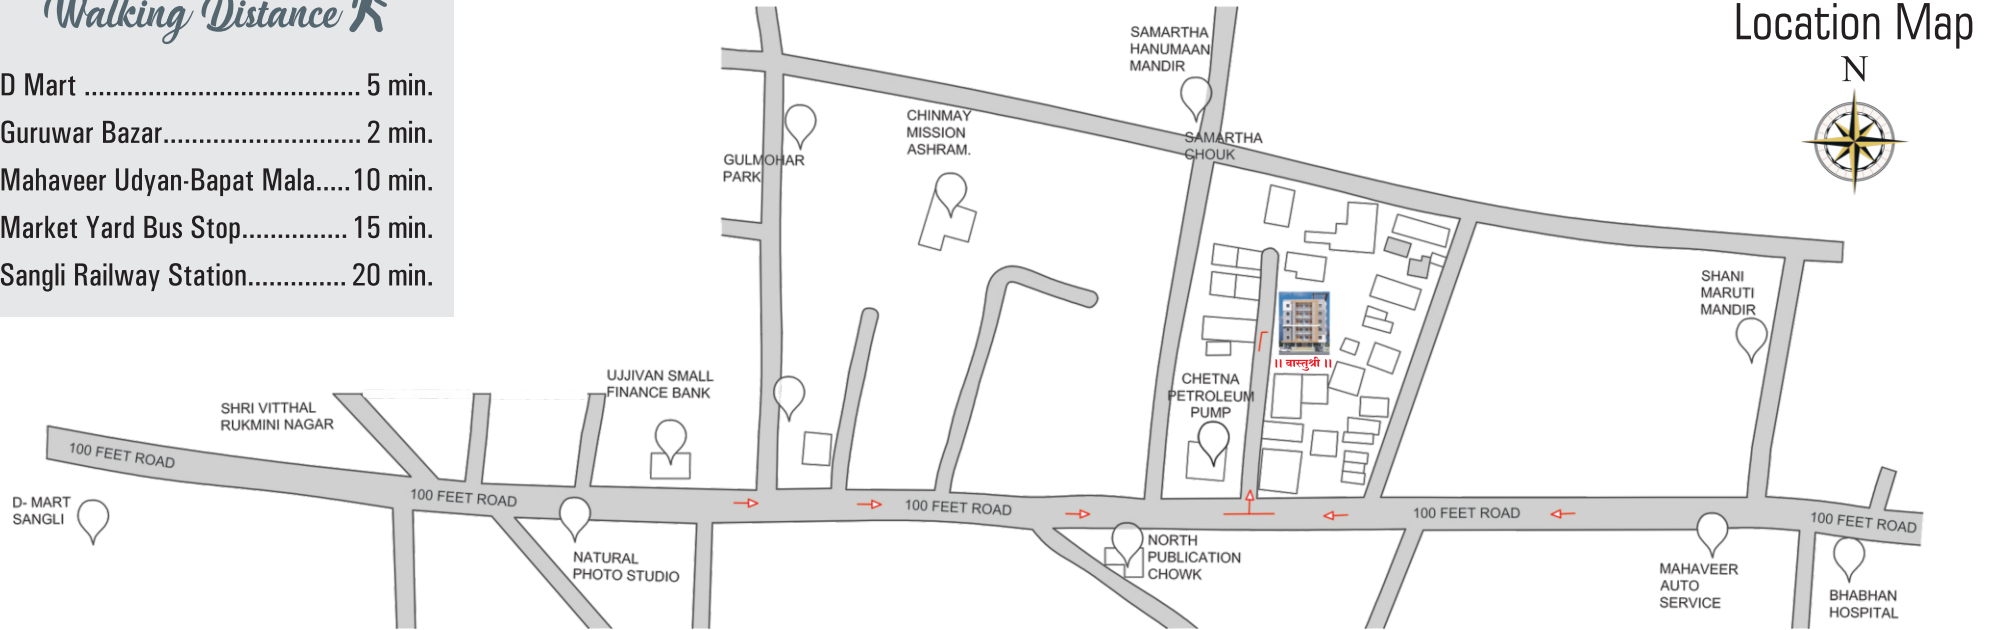 Walking Distance
D Mart ....................................... 5 min.
Guruwar Bazar............................ 2 min.
Mahaveer Udyan-Bapat Mala.....10 min.
Market Yard Bus Stop............... 15 min.
Sangli Railway Station.............. 20 min.
Location Map
N
SAMARTHA
HANUMAAN
MANDIR
CHINMAY
MISSION
ASHRAM.
SAMARTHA
CHOUK
GULMOHAR
PARK
SHANI
MARUTI
MANDIR
।। वास्तुश्री ।।
UJJIVAN SMALL
FINANCE BANK
CHETNA
PETROLEUM
PUMP
SHRI VITTHAL
RUKMINI NAGAR
100 FEET ROAD
100 FEET ROAD
100 FEET ROAD
100 FEET ROAD
100 FEET ROAD
D- MART
SANGLI
NATURAL
PHOTO STUDIO
NORTH
PUBLICATION
CHOWK
MAHAVEER
AUTO
SERVICE
BHABHAN
HOSPITAL